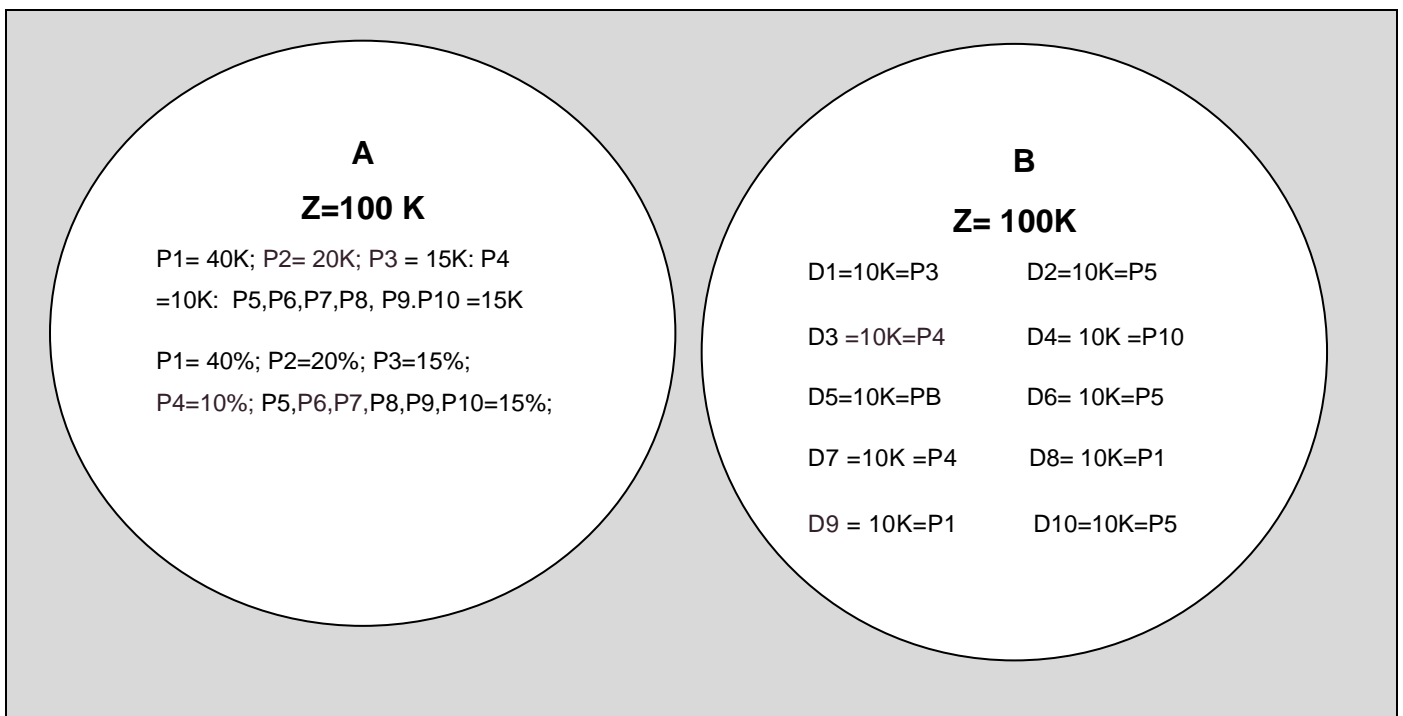 A
Z=100 K
P1= 40K; P2= 20K; P3 = 15K: P4
=10K: P5,P6,P7,P8, P9.P10 =15K
P1= 40%; P2=20%; P3=15%;
P4=10%; P5,P6,P7,P8,P9,P10=15%;
B
Z= 100K
D1=10K=P3 D2=10K=P5
D3 =10K=P4 D4= 10K =P10
D5=10K=PB D6= 10K=P5
D7 =10K =P4 D8= 10K=P1
D9 = 10K=P1 D10=10K=P5